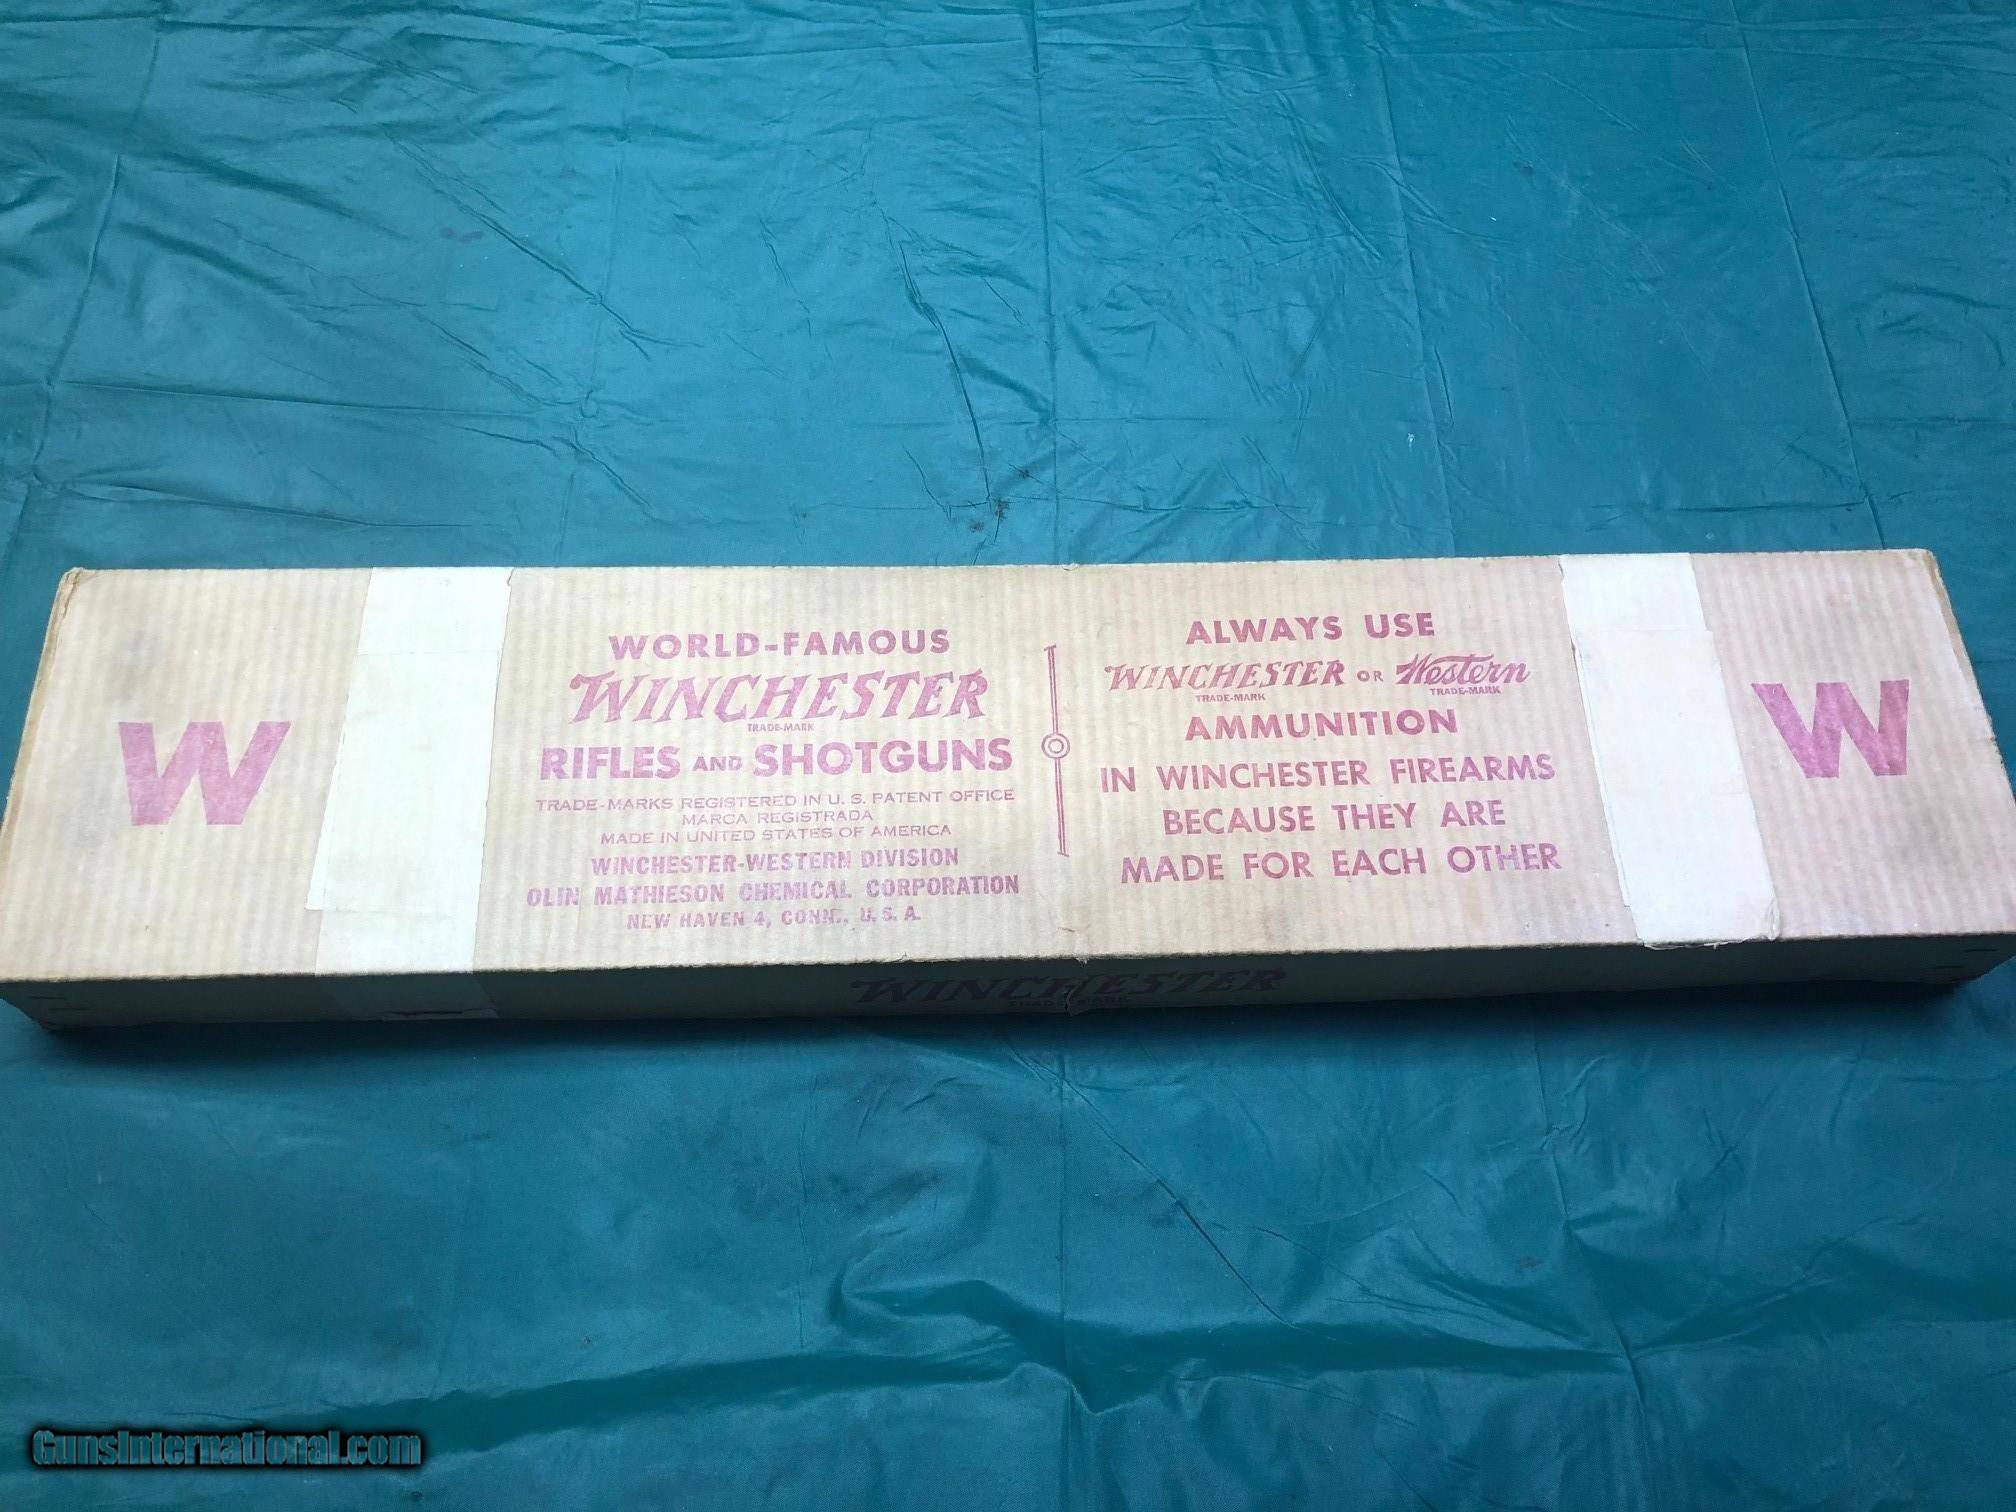 W
WORLD-FAMOUS
WINCHESTER
TRADE-MARK
RIFLES AND SHOTGUNS
TRADE-MARKS REGISTERED IN U. S. PATENT OFFICE
MARCA REGISTRADA
MADE IN UNITED STATES OF AMERICA
WINCHESTER-WESTERN DIVISION
OLIN MATHIESON CHEMICAL CORPORATION
NEW HAVEN 4, CONN., U. S. A.
ALWAYS USE
WINCHESTER OR Western
TRADE-MARK TRADE-MARK
AMMUNITION
IN WINCHESTER FIREARMS
BECAUSE THEY ARE
MADE FOR EACH OTHER
W
WINCHESTER
TRADE-MARK
GunsInternational.com